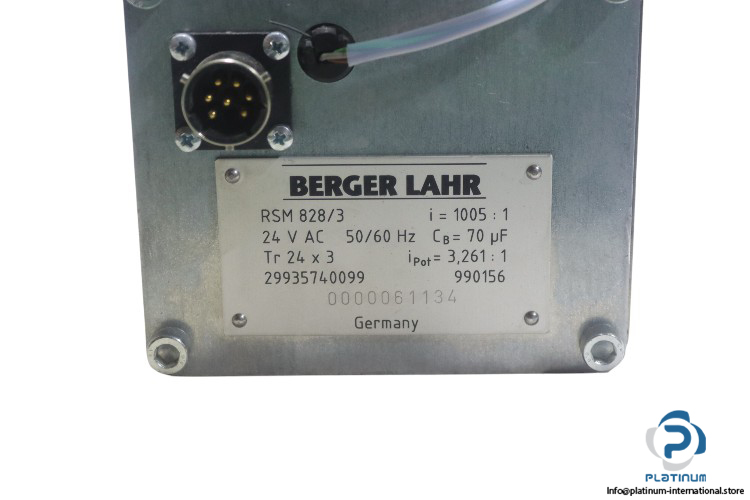 BERGER LAHR
RSM 828/3 i = 1005 : 1
24 V AC 50/60 Hz CB = 70 µF
Tr 24 x 3 iPot = 3,261 : 1
29935740099 990156
0000061134
Germany
PLATINUM
Info@platinum-international.store